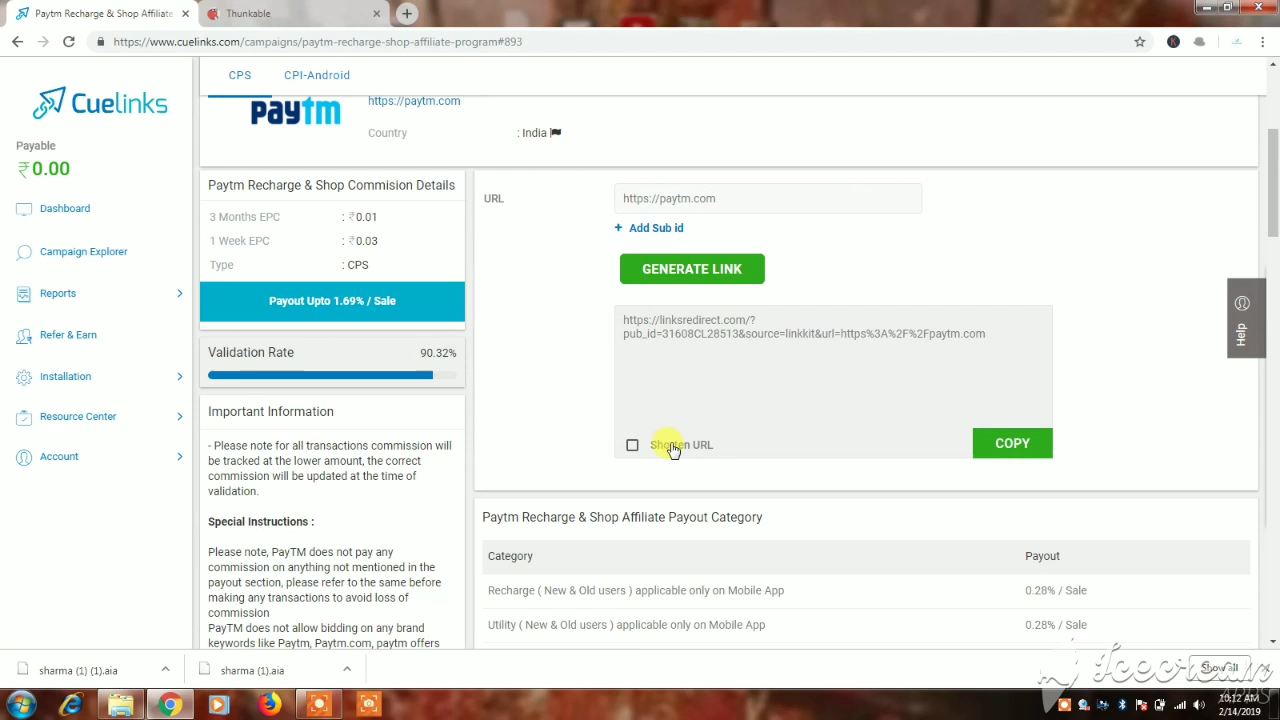 Paytm Recharge & Shop Affiliate
Thunkable
https://www.cuelinks.com/campaigns/paytm-recharge-shop-affiliate-program#893
Cuelinks
Payable
₹0.00
Dashboard
Campaign Explorer
Reports
Refer & Earn
Installation
Resource Center
Account
CPS
CPI-Android
paytm
https://paytm.com
Country : India
Paytm Recharge & Shop Commision Details
3 Months EPC : ₹0.01
1 Week EPC : ₹0.03
Type : CPS
Payout Upto 1.69% / Sale
Validation Rate 90.32%
Important Information
- Please note for all transactions commission will
be tracked at the lower amount, the correct
commission will be updated at the time of
validation.
Special Instructions :
Please note, PayTM does not pay any
commission on anything not mentioned in the
payout section, please refer to the same before
making any transactions to avoid loss of
commission
PayTM does not allow bidding on any brand
keywords like Paytm, Paytm.com, paytm offers
URL https://paytm.com
+ Add Sub id
GENERATE LINK
https://linksredirect.com/?
pub_id=31608CL28513&source=linkkit&url=https%3A%2F%2Fpaytm.com
Shorten URL
COPY
Help
Paytm Recharge & Shop Affiliate Payout Category
Category Payout
Recharge ( New & Old users ) applicable only on Mobile App 0.28% / Sale
Utility ( New & Old users ) applicable only on Mobile App 0.28% / Sale
sharma (1) (1).aia
sharma (1).aia
Show all
Icecream
APPS
10:12 AM
2/14/2019